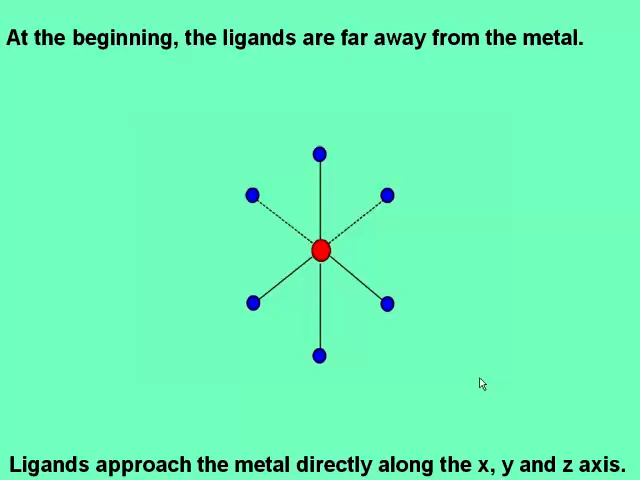 At the beginning, the ligands are far away from the metal.
Ligands approach the metal directly along the x, y and z axis.